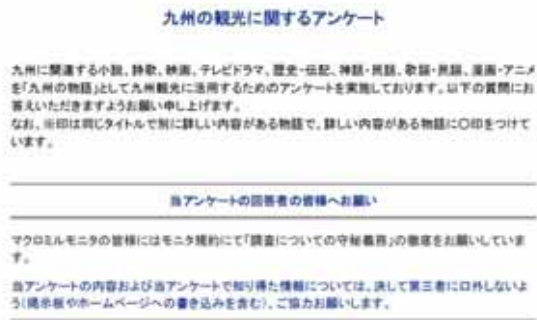 九州の観光に関するアンケート
九州に関連する小説、詩歌、映画、テレビドラマ、歴史・伝記、神話・民話、歌謡・民謡、漫画・アニメ
を「九州の物語」として九州観光に活用するためのアンケートを実施しております。以下の質問にお
答えいただきますようお願い申し上げます。
なお、※印は同じタイトルで別に詳しい内容がある物語で、詳しい内容がある物語に○印をつけて
います。
当アンケートの回答者の皆様へお願い
マクロミルモニタの皆様にはモニタ規約にて「調査についての守秘義務」の徹底をお願いしていま
す。
当アンケートの内容および当アンケートで知り得た情報については、決して第三者に口外しないよ
う(掲示板やホームページへの書き込みを含む)、ご協力お願いします。